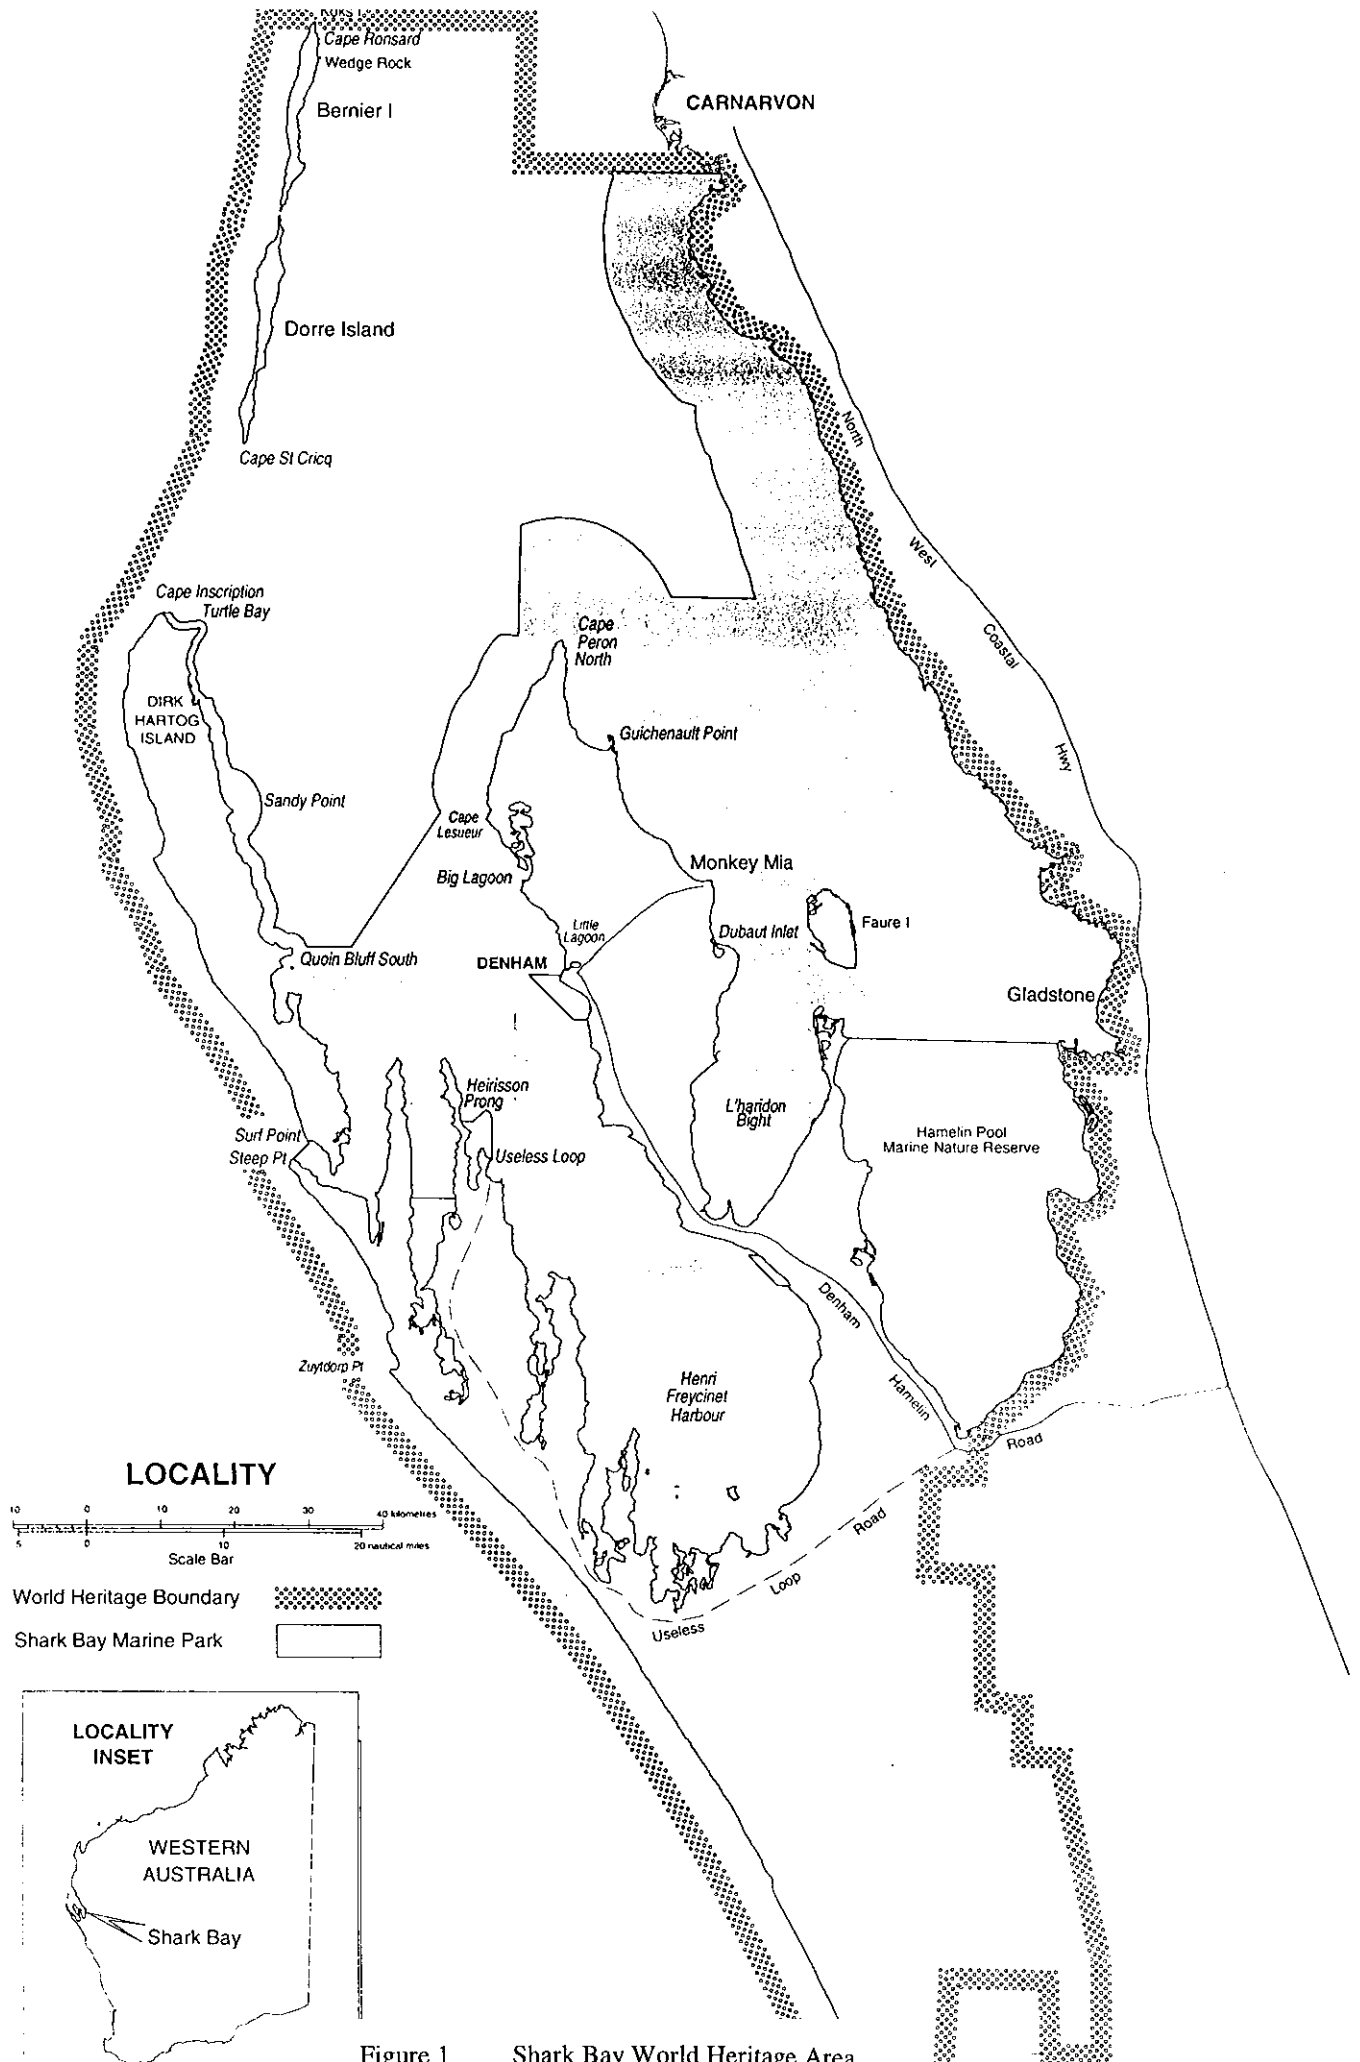 Koks I
Cape Ronsard
Wedge Rock
Bernier I
CARNARVON
Dorre Island
Cape St Cricq
North
West
Coastal
Hwy
Cape Inscription
Turtle Bay
DIRK
HARTOG
ISLAND
Sandy Point
Cape
Peron
North
Guichenault Point
Cape
Lesueur
Big Lagoon
Monkey Mia
Little
Lagoon
Dubaut Inlet
Faure I
Quoin Bluff South
DENHAM
Gladstone
Heirisson
Prong
L'haridon
Bight
Hamelin Pool
Marine Nature Reserve
Surf Point
Steep Pt
Useless Loop
Denham
Hamelin
Road
Zuytdorp Pt
Henri
Freycinet
Harbour
Useless
Loop
Road
LOCALITY
10 0 10 20 30 40 kilometres
5 0 10 20 nautical miles
Scale Bar
World Heritage Boundary
Shark Bay Marine Park
LOCALITY
INSET
WESTERN
AUSTRALIA
Shark Bay
Figure 1 Shark Bay World Heritage Area